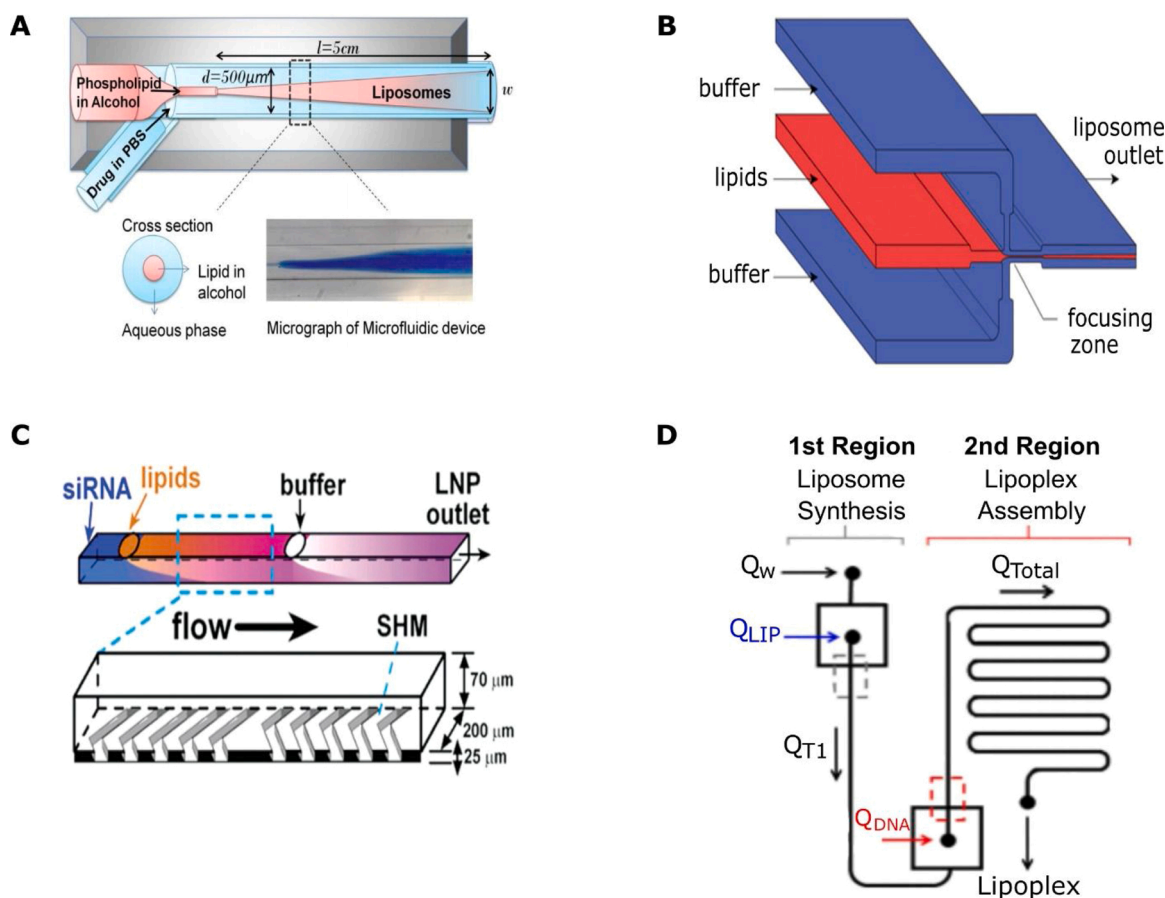 A
l=5cm
Phospholipid
in Alcohol
d=500µm
Liposomes
w
Drug in PBS
Cross section
Lipid in
alcohol
Aqueous phase
Micrograph of Microfluidic device
B
buffer
lipids
buffer
liposome
outlet
focusing
zone
C
siRNA
lipids
buffer
LNP
outlet
flow
SHM
70 µm
200 µm
25 µm
D
1st Region
Liposome
Synthesis
2nd Region
Lipoplex
Assembly
QW
QLIP
QT1
QDNA
QTotal
Lipoplex